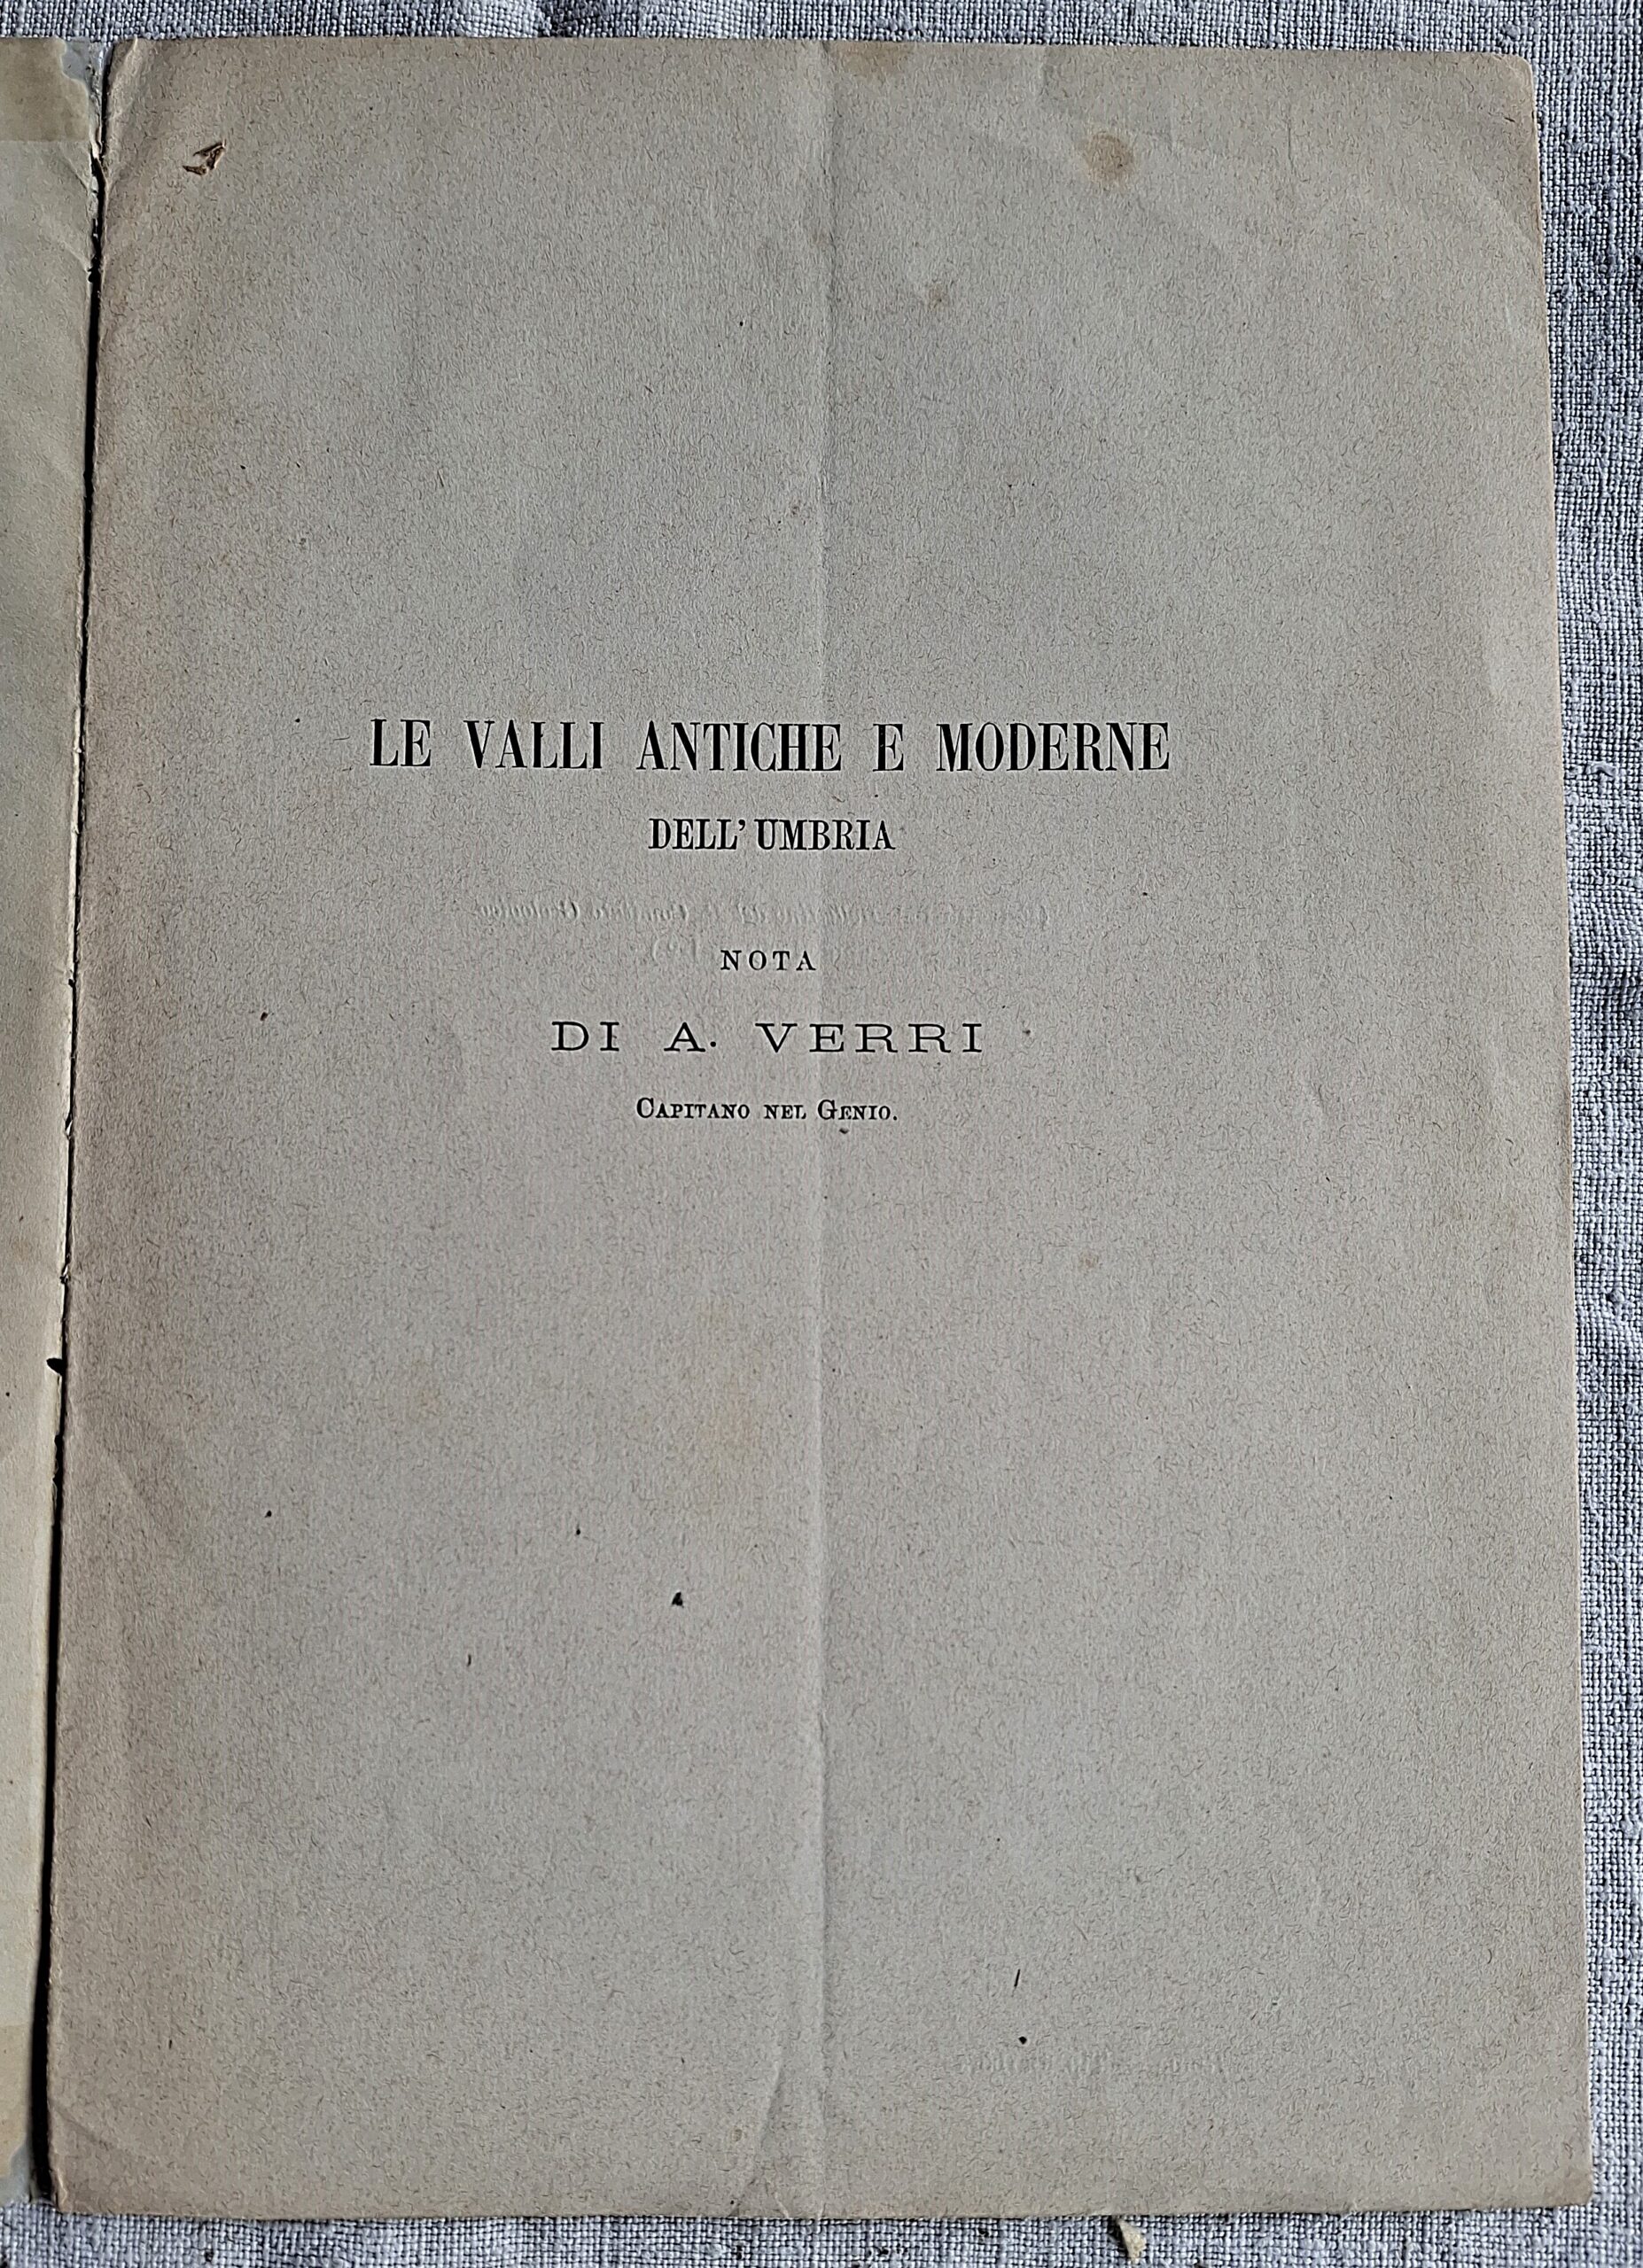 LE VALLI ANTICHE E MODERNE
DELL'UMBRIA
NOTA
DI A. VERRI
CAPITANO NEL GENIO.